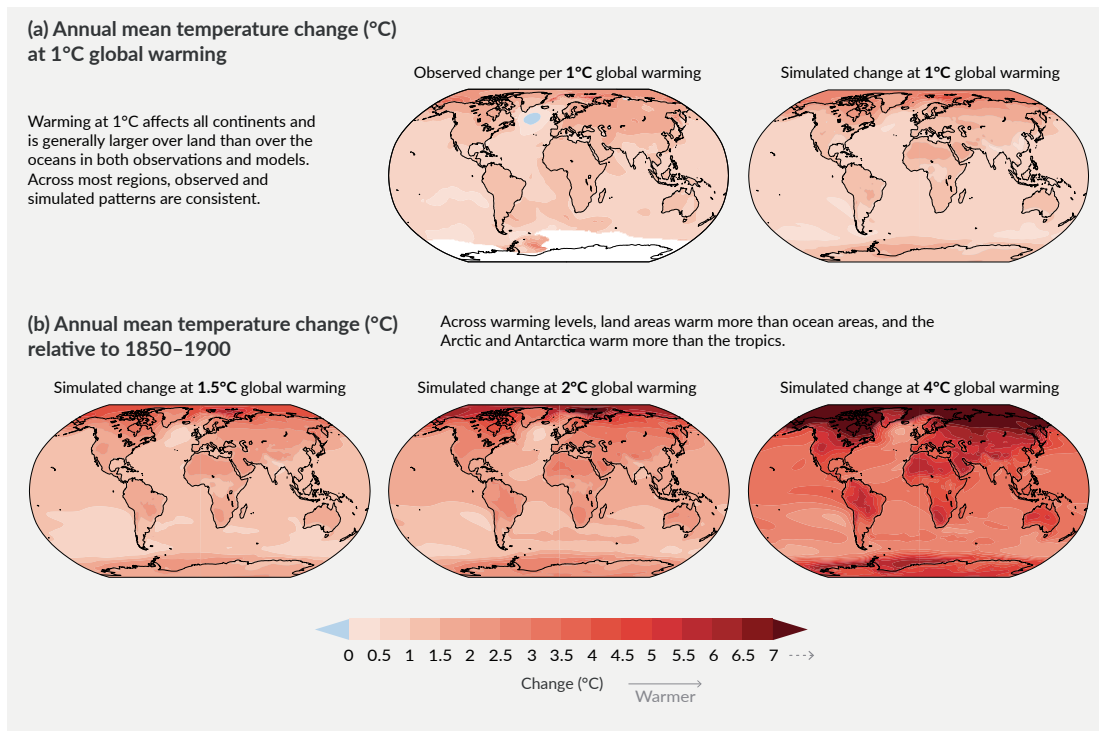 (a) Annual mean temperature change (°C)
at 1°C global warming
Warming at 1°C affects all continents and
is generally larger over land than over the
oceans in both observations and models.
Across most regions, observed and
simulated patterns are consistent.
Observed change per 1°C global warming
Simulated change at 1°C global warming
(b) Annual mean temperature change (°C)
relative to 1850–1900
Across warming levels, land areas warm more than ocean areas, and the
Arctic and Antarctica warm more than the tropics.
Simulated change at 1.5°C global warming
Simulated change at 2°C global warming
Simulated change at 4°C global warming
0 0.5 1 1.5 2 2.5 3 3.5 4 4.5 5 5.5 6 6.5 7
Change (°C)
Warmer